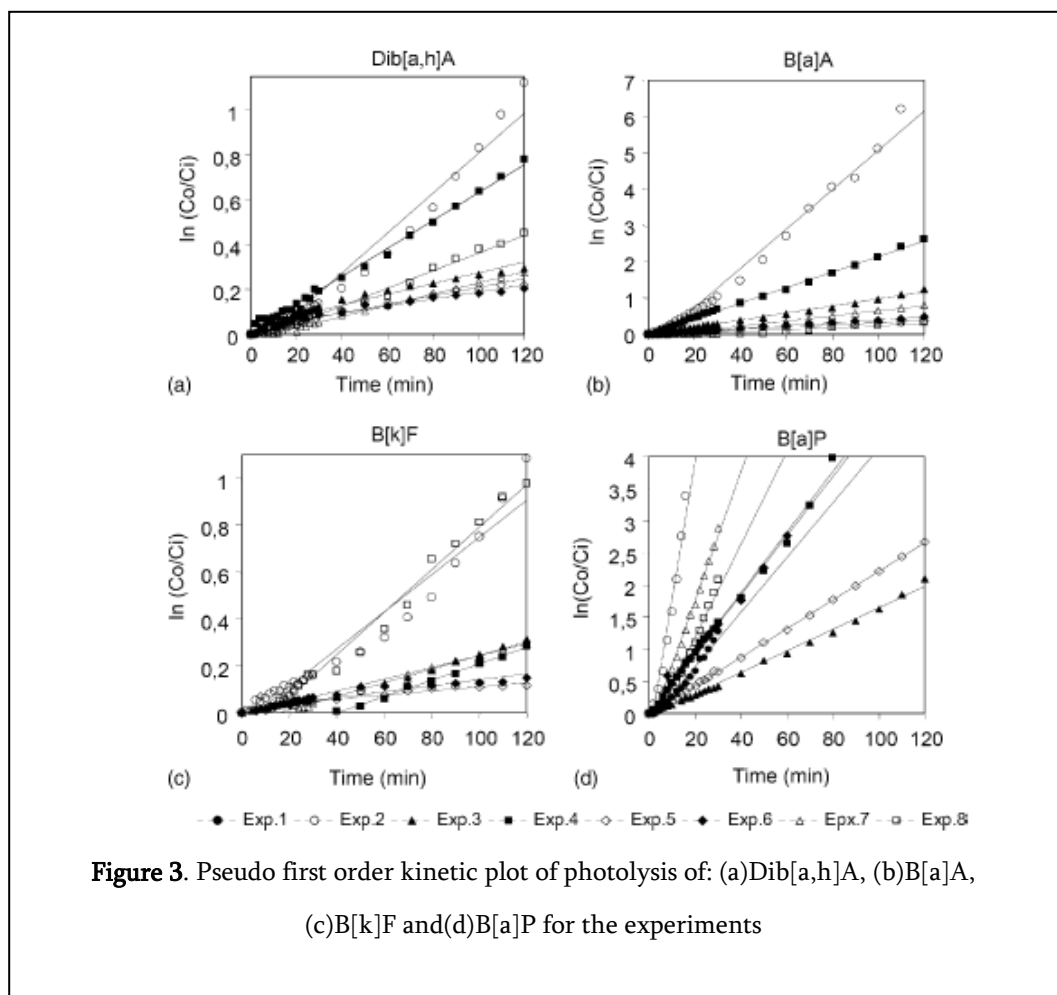 Dib[a,h]A
ln (Co/Ci)
1
0,8
0,6
0,4
0,2
0
0 20 40 60 80 100 120
Time (min)
(a)
B[a]A
ln (Co/Ci)
7
6
5
4
3
2
1
0
0 20 40 60 80 100 120
Time (min)
(b)
B[k]F
ln (Co/Ci)
1
0,8
0,6
0,4
0,2
0
0 20 40 60 80 100 120
Time (min)
(c)
B[a]P
ln(Co/Ci)
4
3,5
3
2,5
2
1,5
1
0,5
0
0 20 40 60 80 100 120
Time (min)
(d)
Exp.1 Exp.2 Exp.3 Exp.4 Exp.5 Exp.6 Epx.7 Exp.8
Figure 3. Pseudo first order kinetic plot of photolysis of: (a)Dib[a,h]A, (b)B[a]A,
(c)B[k]F and(d)B[a]P for the experiments